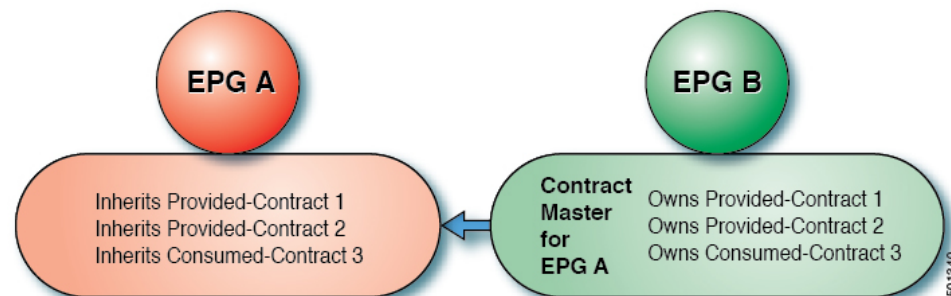 EPG A
EPG B
Inherits Provided-Contract 1
Inherits Provided-Contract 2
Inherits Consumed-Contract 3
Contract
Master
for
EPG A
Owns Provided-Contract 1
Owns Provided-Contract 2
Owns Consumed-Contract 3